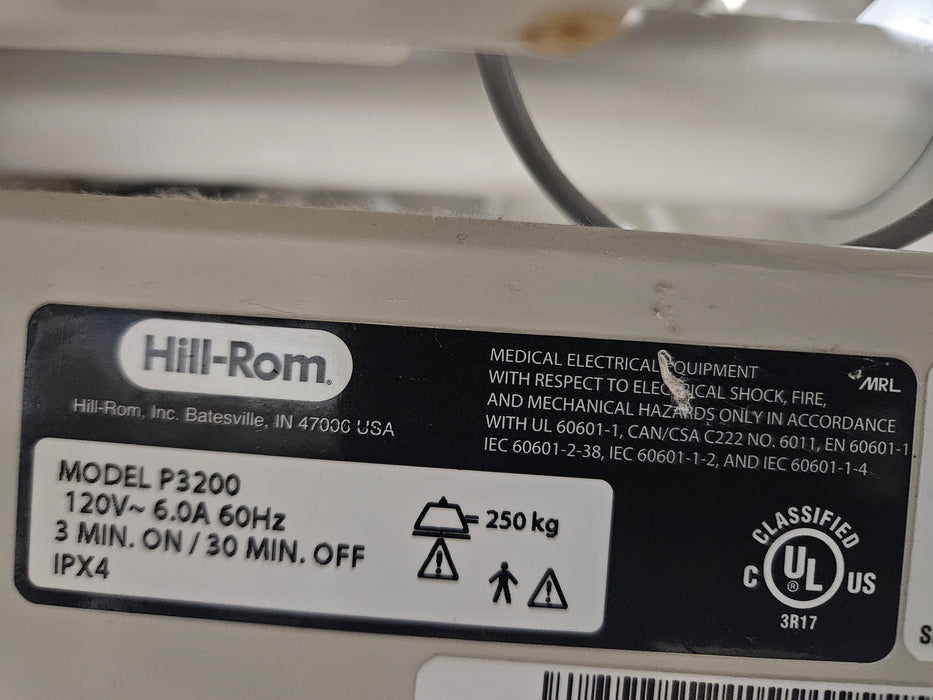 Hill-Rom®
Hill-Rom, Inc. Batesville, IN 47006 USA
MEDICAL ELECTRICAL EQUIPMENT
WITH RESPECT TO ELECTRICAL SHOCK, FIRE,
AND MECHANICAL HAZARDS ONLY IN ACCORDANCE
WITH UL 60601-1, CAN/CSA C222 NO. 6011, EN 60601-1
IEC 60601-2-38, IEC 60601-1-2, AND IEC 60601-1-4
MRL
MODEL P3200
120V~ 6.0A 60Hz
3 MIN. ON / 30 MIN. OFF
IPX4
= 250 kg
CLASSIFIED
C UL® US
3R17